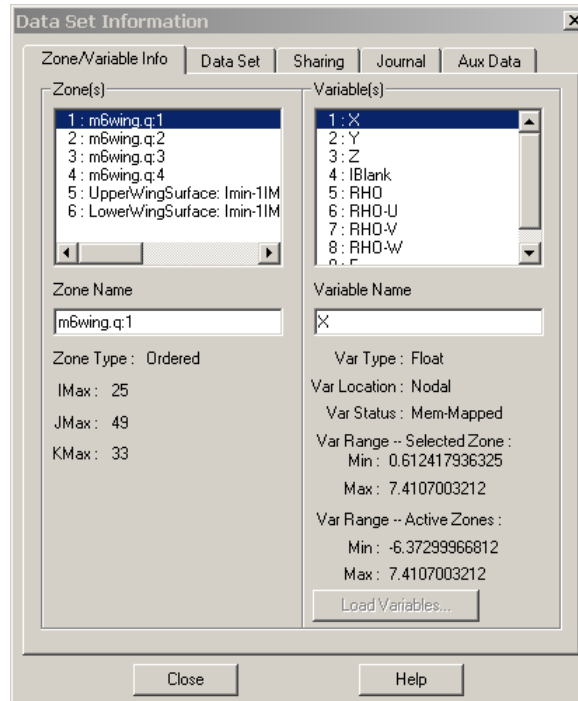 Data Set Information
Zone/Variable Info
Data Set
Sharing
Journal
Aux Data
Zone(s)
1 : m6wing.q:1
2 : m6wing.q:2
3 : m6wing.q:3
4 : m6wing.q:4
5 : UpperWingSurface: Imin-1IM
6 : LowerWingSurface: Imin-1IM
Zone Name
m6wing.q:1
Zone Type : Ordered
IMax : 25
JMax : 49
KMax : 33
Variable(s)
1 : X
2 : Y
3 : Z
4 : IBlank
5 : RHO
6 : RHO-U
7 : RHO-V
8 : RHO-W
Variable Name
X
Var Type : Float
Var Location : Nodal
Var Status : Mem-Mapped
Var Range -- Selected Zone :
Min : 0.612417936325
Max : 7.4107003212
Var Range -- Active Zones :
Min : -6.37299966812
Max : 7.4107003212
Load Variables...
Close
Help